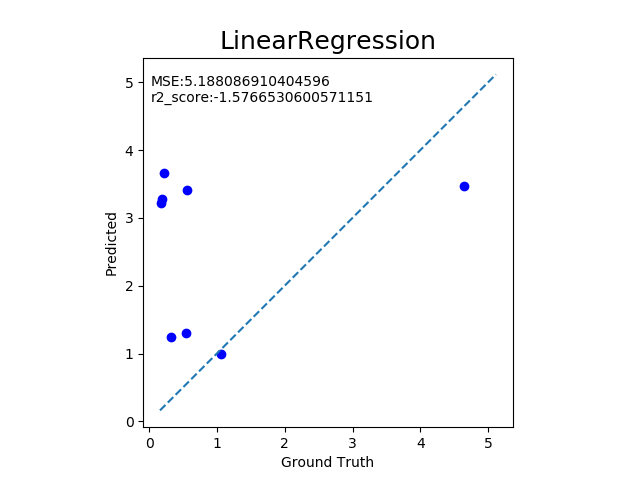 LinearRegression
MSE:5.188086910404596
r2_score:-1.5766530600571151
5
4
3
2
1
0
Predicted
0 1 2 3 4 5
Ground Truth